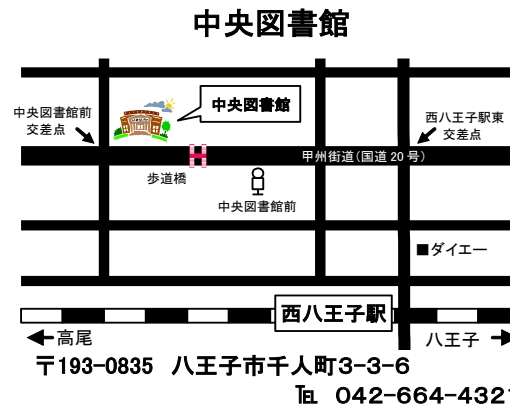 中央図書館
中央図書館
中央図書館前
交差点
西八王子駅東
交差点
甲州街道（国道20号）
歩道橋
中央図書館前
■ダイエー
西八王子駅
←高尾
八王子→
〒193-0835 八王子市千人町3-3-6
℡ 042-664-4321